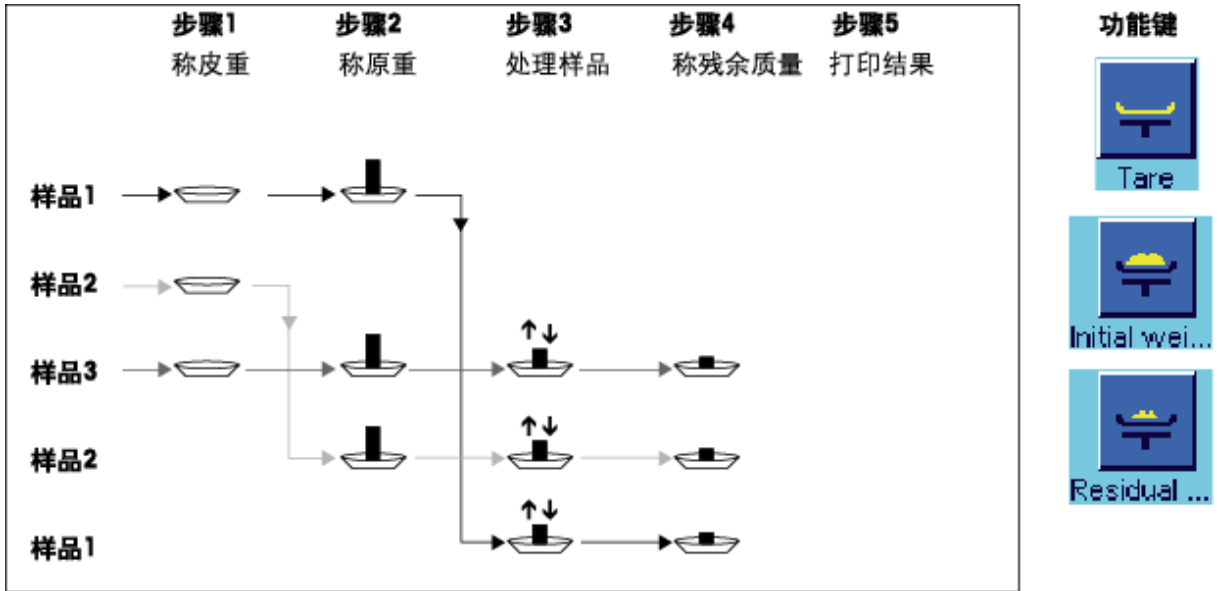 步骤1 步骤2 步骤3 步骤4 步骤5 功能键
称皮重 称原重 处理样品 称残余质量 打印结果
Tare
样品1
样品2
Initial wei...
样品3
样品2
Residual ...
样品1